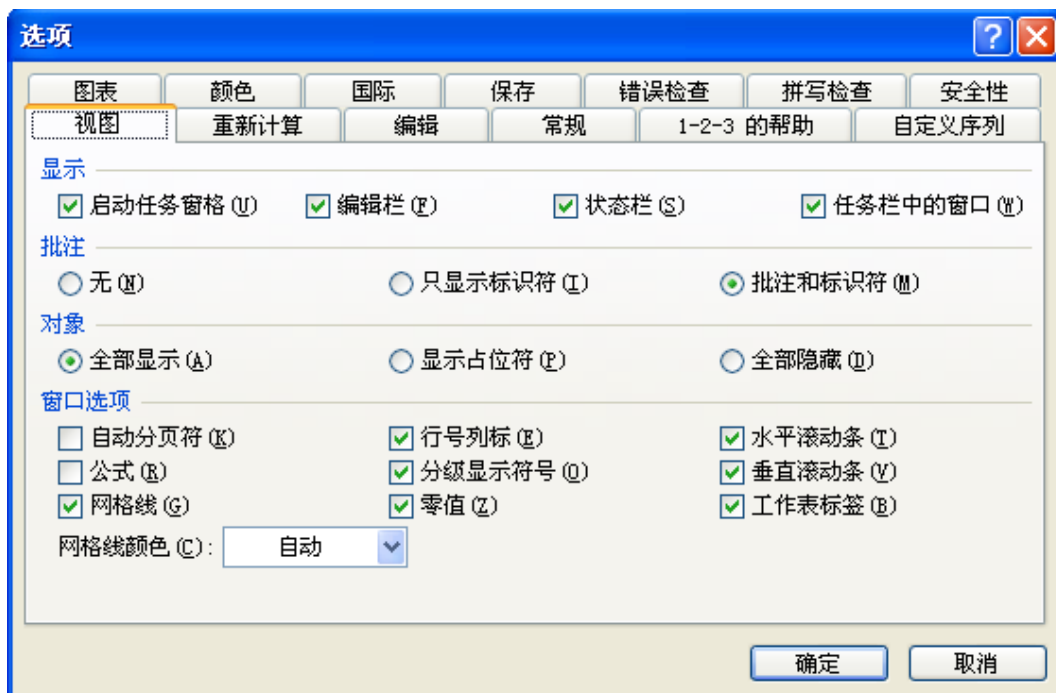 选项
图表 颜色 国际 保存 错误检查 拼写检查 安全性
视图 重新计算 编辑 常规 1-2-3 的帮助 自定义序列
显示
启动任务窗格(U) 编辑栏(F) 状态栏(S) 任务栏中的窗口(W)
批注
无(N) 只显示标识符(I) 批注和标识符(M)
对象
全部显示(A) 显示占位符(P) 全部隐藏(D)
窗口选项
自动分页符(K) 行号列标(E) 水平滚动条(T)
公式(R) 分级显示符号(O) 垂直滚动条(V)
网格线(G) 零值(Z) 工作表标签(B)
网格线颜色(C): 自动
确定 取消